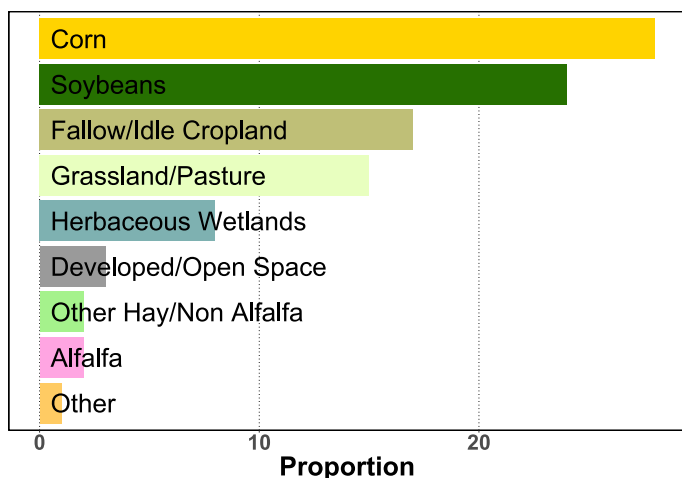 Corn
Soybeans
Fallow/Idle Cropland
Grassland/Pasture
Herbaceous Wetlands
Developed/Open Space
Other Hay/Non Alfalfa
Alfalfa
Other
0 10 20
Proportion